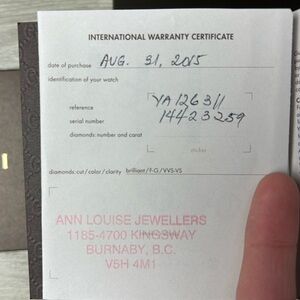 INTERNATIONAL WARRANTY CERTIFICATE
date of purchase AUG. 31, 2015
identification of your watch
reference YA126311
serial number 14423259
diamonds: number and carat
sticker
diamonds: cut / color / clarity brilliant / F-G / VVS-VS
ANN LOUISE JEWELLERS
1185-4700 KINGSWAY
BURNABY, B.C.
V5H 4M1